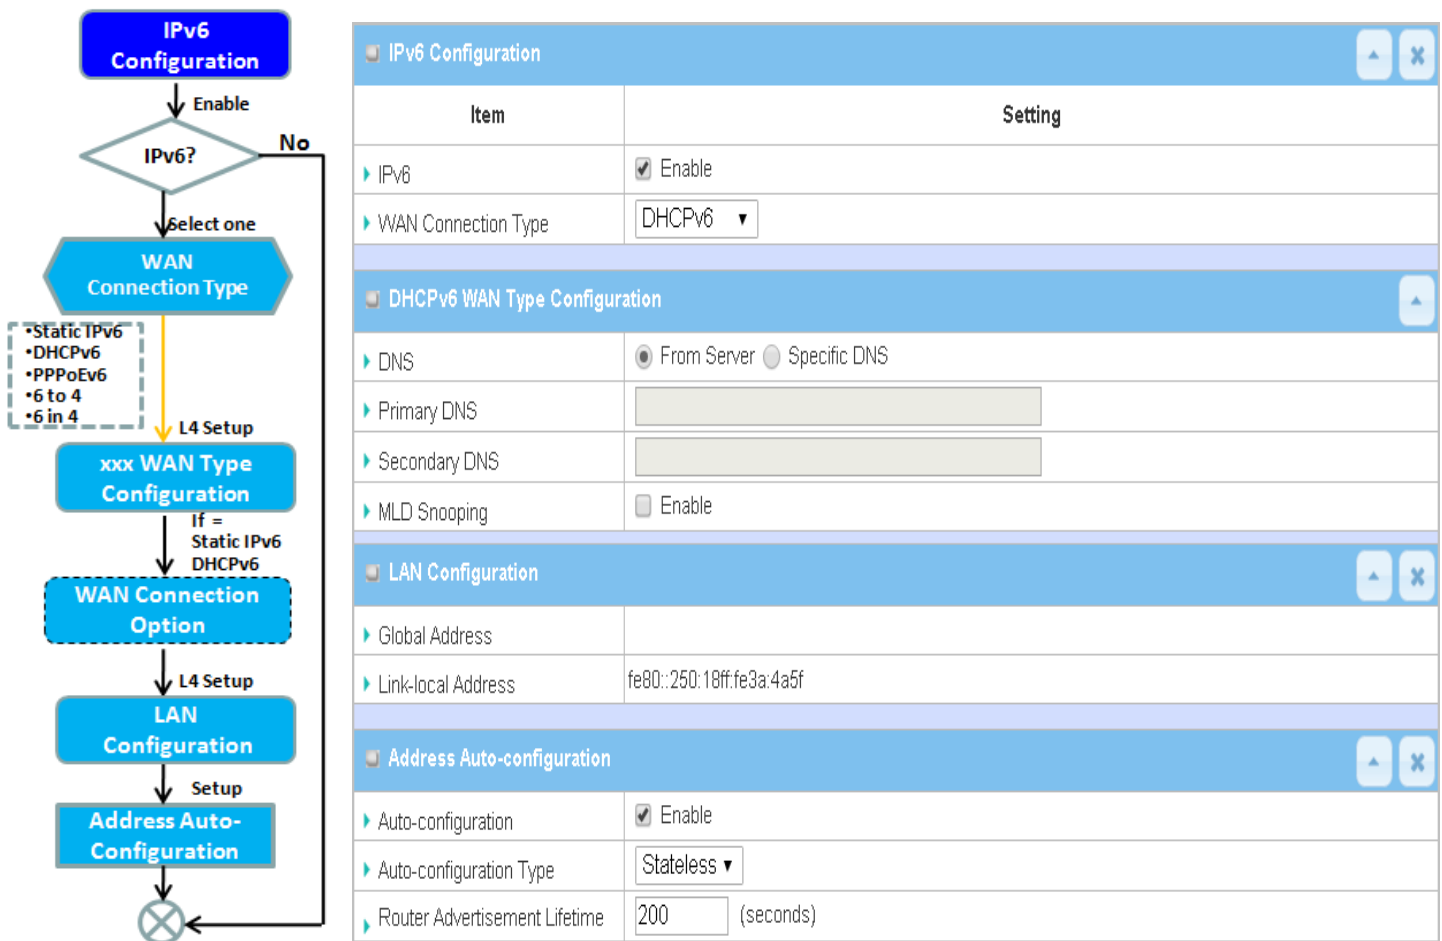 IPv6
Configuration
Enable
IPv6?
No
Select one
WAN
Connection Type
•Static IPv6
•DHCPv6
•PPPoEv6
•6 to 4
•6 in 4
L4 Setup
xxx WAN Type
Configuration
If =
Static IPv6
DHCPv6
WAN Connection
Option
L4 Setup
LAN
Configuration
Setup
Address Auto-
Configuration
IPv6 Configuration
Item Setting
IPv6 Enable
WAN Connection Type DHCPv6
DHCPv6 WAN Type Configuration
DNS From Server Specific DNS
Primary DNS
Secondary DNS
MLD Snooping Enable
LAN Configuration
Global Address
Link-local Address fe80::250:18ff:fe3a:4a5f
Address Auto-configuration
Auto-configuration Enable
Auto-configuration Type Stateless
Router Advertisement Lifetime 200 (seconds)